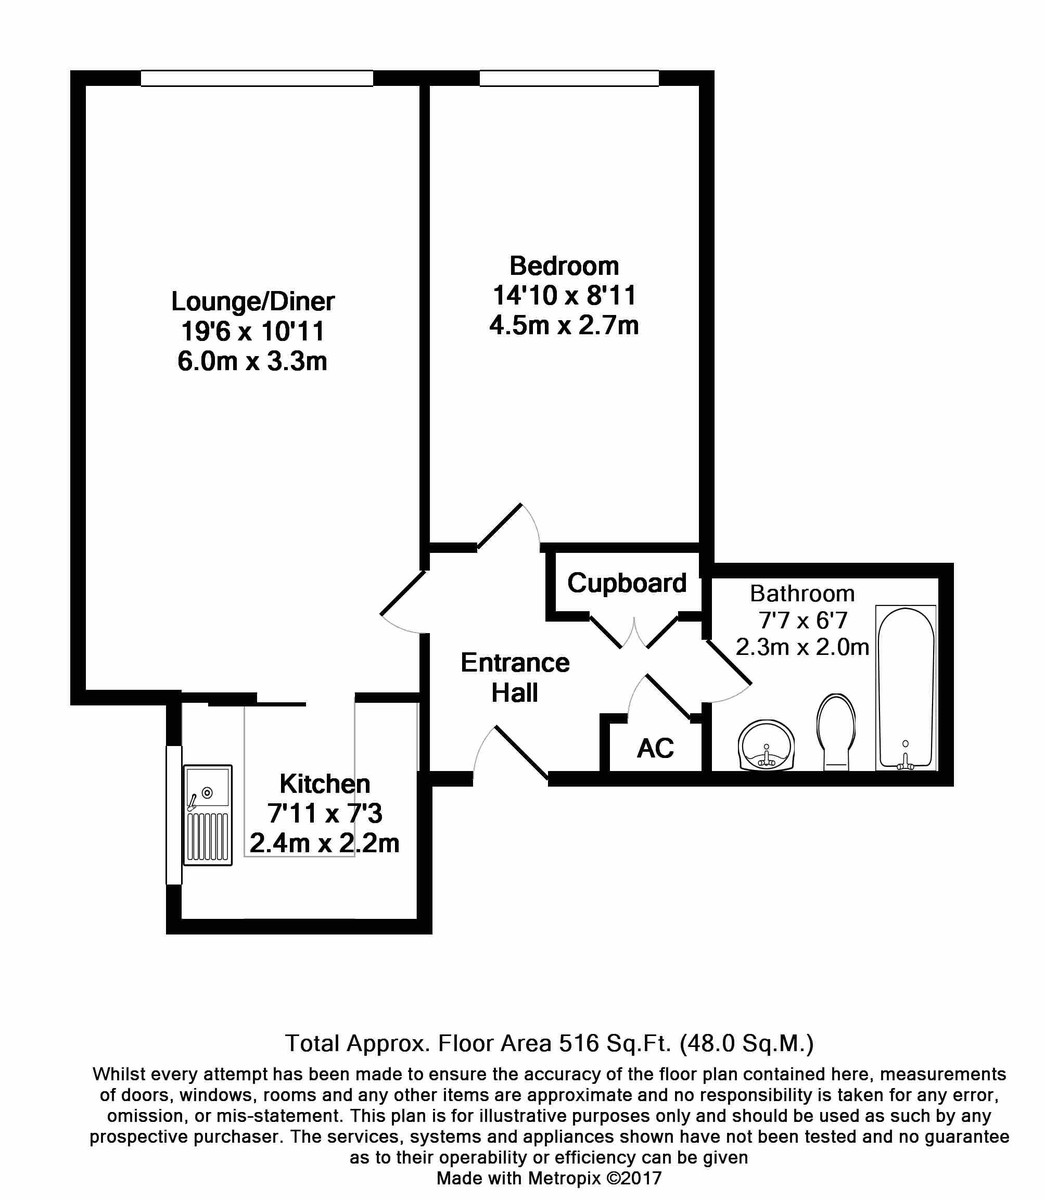 Lounge/Diner
19'6 x 10'11
6.0m x 3.3m
Bedroom
14'10 x 8'11
4.5m x 2.7m
Cupboard
Bathroom
7'7 x 6'7
2.3m x 2.0m
Entrance
Hall
AC
Kitchen
7'11 x 7'3
2.4m x 2.2m
Total Approx. Floor Area 516 Sq.Ft. (48.0 Sq.M.)
Whilst every attempt has been made to ensure the accuracy of the floor plan contained here, measurements
of doors, windows, rooms and any other items are approximate and no responsibility is taken for any error,
omission, or mis-statement. This plan is for illustrative purposes only and should be used as such by any
prospective purchaser. The services, systems and appliances shown have not been tested and no guarantee
as to their operability or efficiency can be given
Made with Metropix ©2017